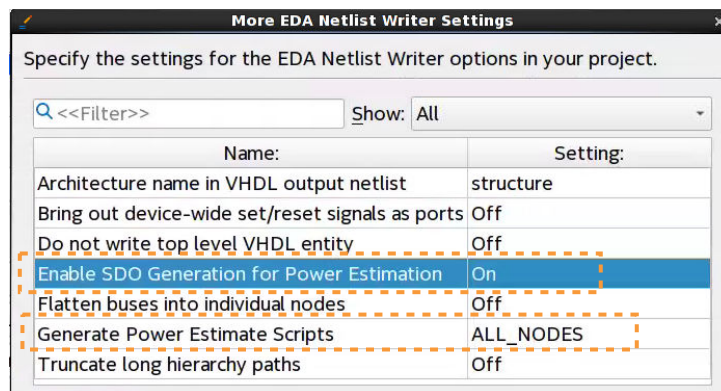 More EDA Netlist Writer Settings
Specify the settings for the EDA Netlist Writer options in your project.
<<Filter>> Show: All
Name: Setting:
Architecture name in VHDL output netlist structure
Bring out device-wide set/reset signals as ports Off
Do not write top level VHDL entity Off
Enable SDO Generation for Power Estimation On
Flatten buses into individual nodes Off
Generate Power Estimate Scripts ALL_NODES
Truncate long hierarchy paths Off